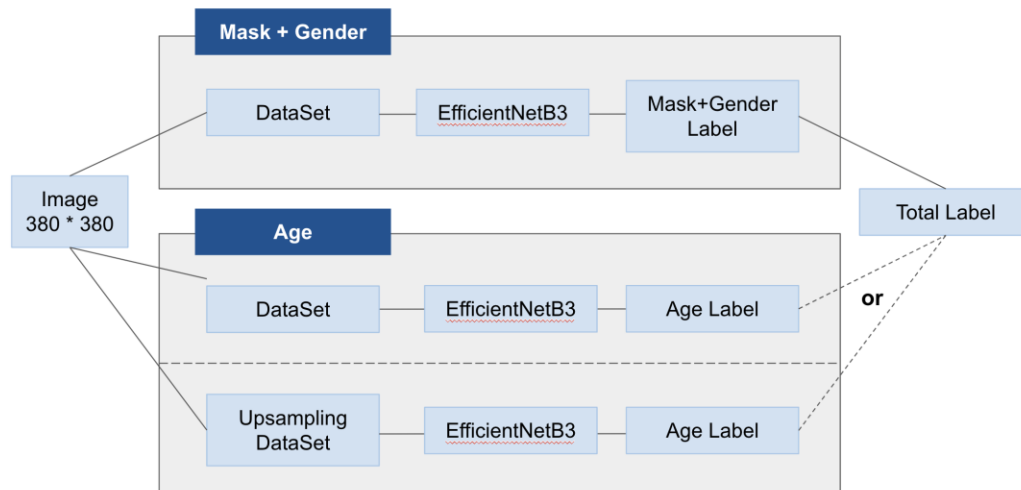 Mask + Gender
DataSet
EfficientNetB3
Mask+Gender
Label
Image
380 * 380
Total Label
Age
DataSet
EfficientNetB3
Age Label
or
Upsampling
DataSet
EfficientNetB3
Age Label